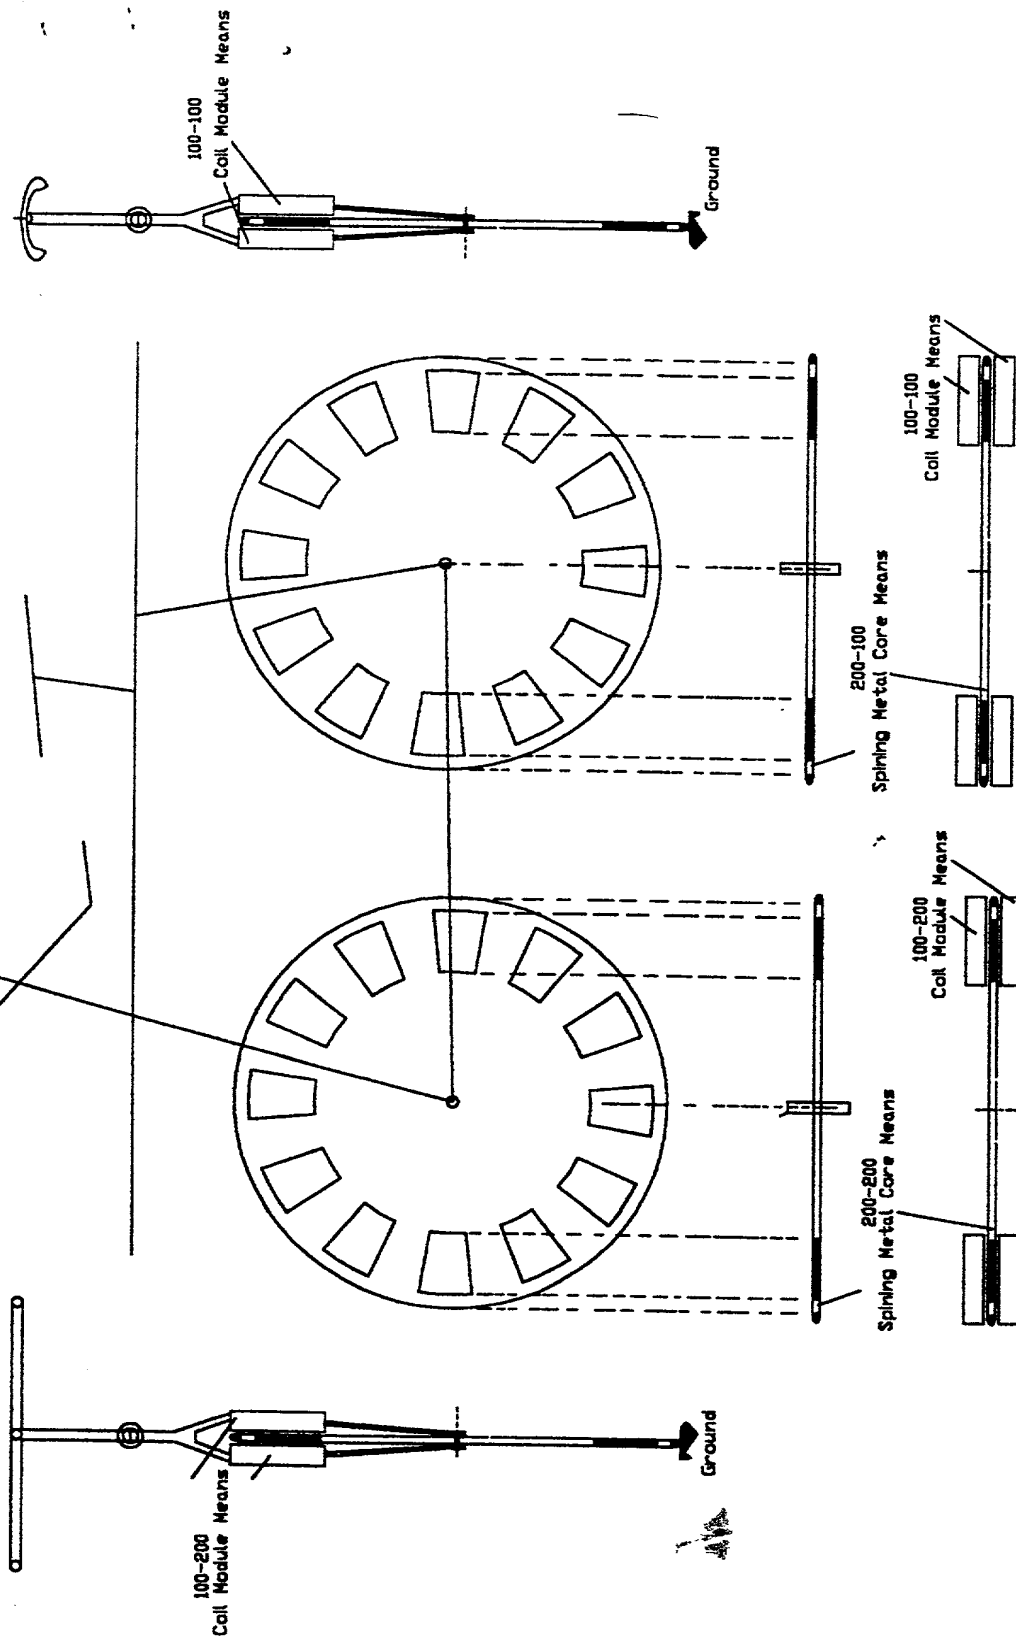 100-100
Coil Module Means
Ground
100-100
Coil Module Means
200-100
Spining Metal Core Means
100-200
Coil Module Means
200-200
Spining Metal Core Means
100-200
Coil Module Means
Ground